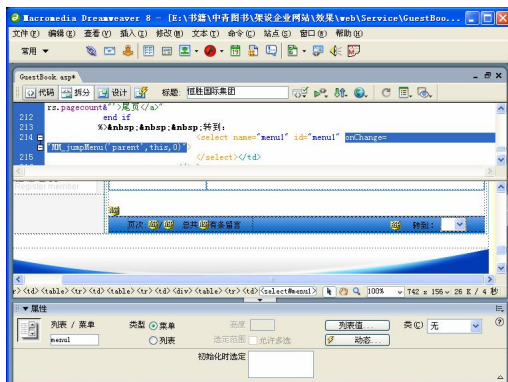 Macromedia Dreamweaver 8 - [E:\书籍\中青图书\架设企业网站\效果\web\Service\GuestBoo...
文件(F) 编辑(E) 查看(V) 插入(I) 修改(M) 文本(T) 命令(C) 站点(S) 窗口(W) 帮助(H)
常用
GuestBook.asp*
代码 拆分 设计 标题: 恒胜国际集团
rs.pagecount&"'>尾页</a>"
212 end if
213 %>&nbsp;&nbsp;&nbsp;转到:
214 <select name="menu1" id="menu1" onChange=
"MM_jumpMenu('parent',this,0)">
215 </select></td>
Register member
页次 / 总共 有条留言 转到:
<td> <table> <tr> <td> <table> <tr> <td> <div> <table> <tr> <td> <select#menu1> 100% 742 x 156 26 K / 4 秒
属性
列表 / 菜单 类型 菜单 高度 列表值... 类(C) 无
menu1 列表 选定范围 允许多选 动态...
初始化时选定